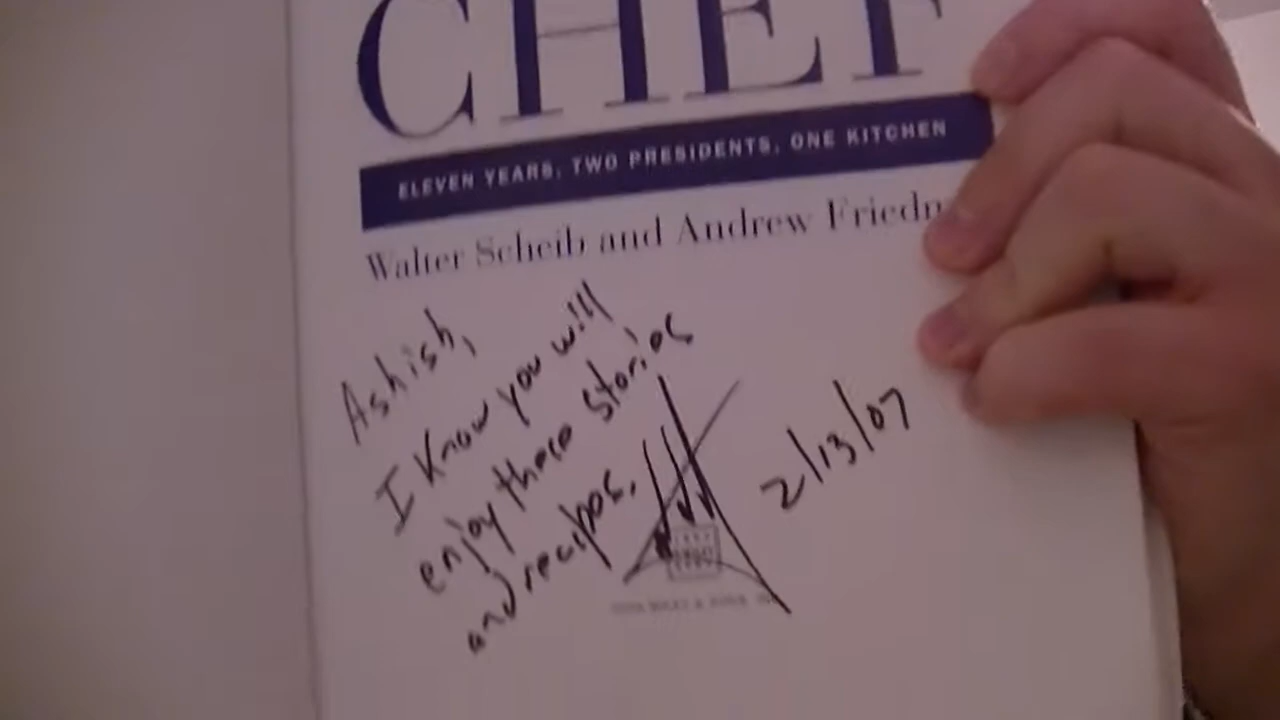 CHEF
ELEVEN YEARS, TWO PRESIDENTS, ONE KITCHEN
Walter Scheib and Andrew Friedn
Ashish,
I Know you will
enjoy these stories
and recipes.
2/13/07